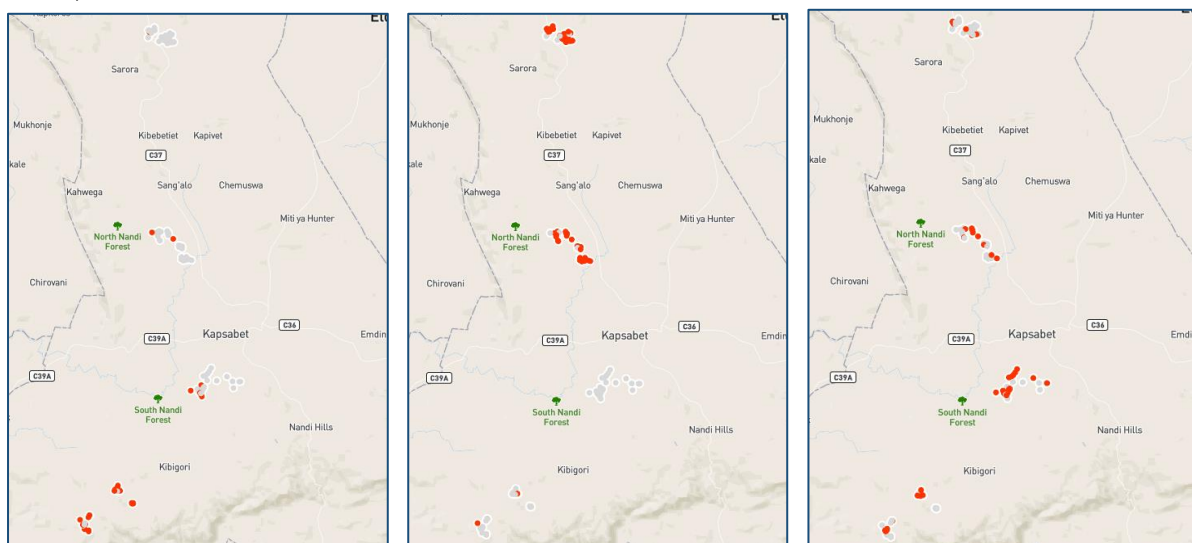 Sarora
Mukhonje
Kibebetiet
Kapivet
kale
C37
Kahwega
Sang'alo
Chemuswa
Miti ya Hunter
North Nandi
Forest
Chirovani
C39A
Kapsabet
C36
Emdin
C39A
South Nandi
Forest
Nandi Hills
Kibigori
Sarora
Mukhonje
Kibebetiet
Kapivet
kale
C37
Kahwega
Sang'alo
Chemuswa
Miti ya Hunter
North Nandi
Forest
Chirovani
C39A
Kapsabet
C36
Emdin
C39A
South Nandi
Forest
Nandi Hills
Kibigori
Sarora
Mukhonje
Kibebetiet
Kapivet
kale
C37
Kahwega
Sang'alo
Chemuswa
Miti ya Hunter
North Nandi
Forest
Chirovani
C39A
Kapsabet
C36
Emdin
C39A
South Nandi
Forest
Nandi Hills
Kibigori